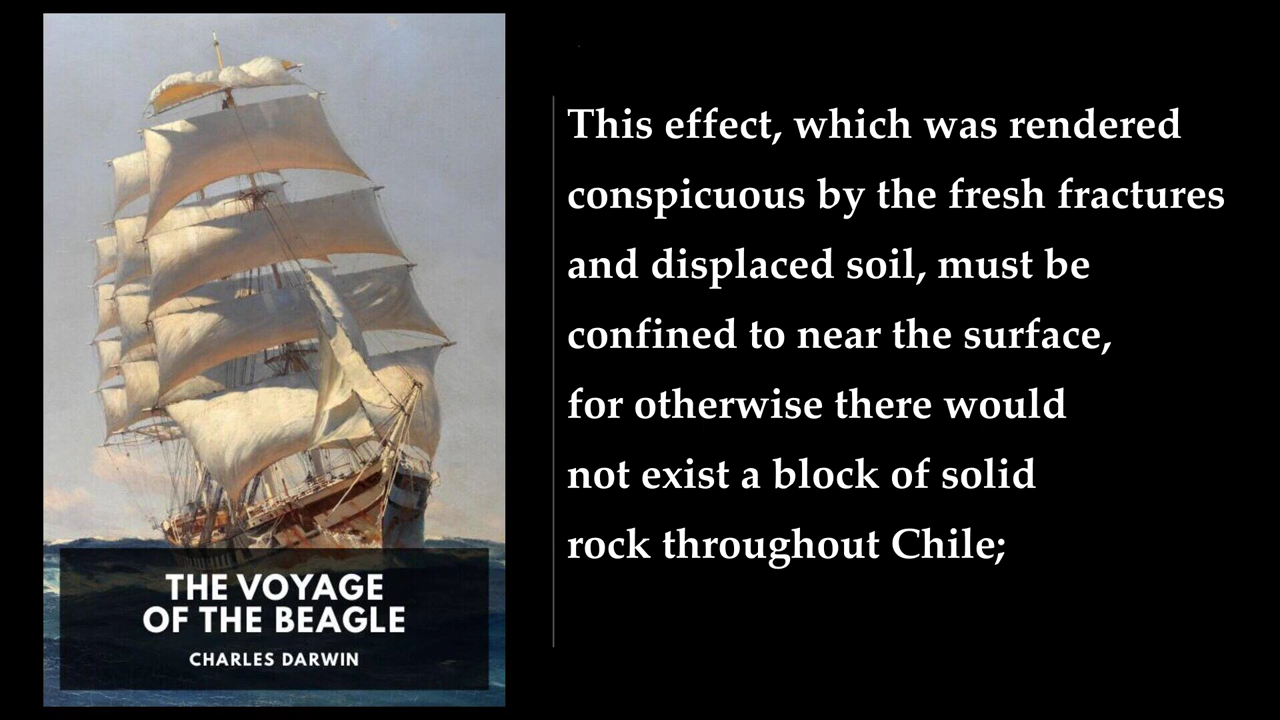 This effect, which was rendered
conspicuous by the fresh fractures
and displaced soil, must be
confined to near the surface,
for otherwise there would
not exist a block of solid
rock throughout Chile;
THE VOYAGE
OF THE BEAGLE
CHARLES DARWIN